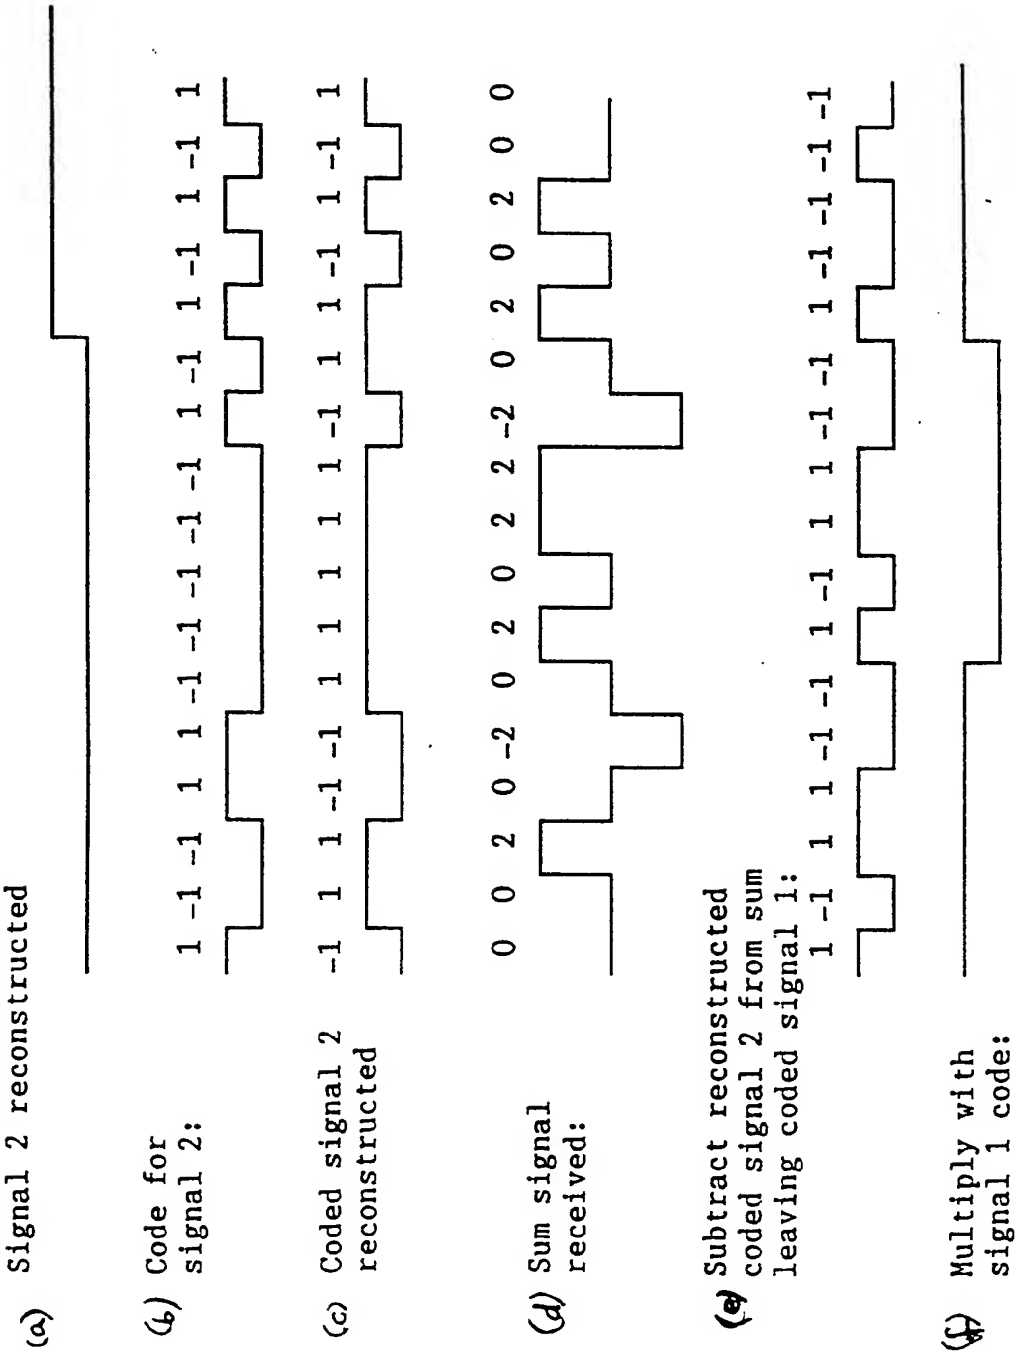 (a) Signal 2 reconstructed
(b) Code for
signal 2:
1 -1 -1 1 1 -1 -1 -1 -1 -1 1 -1 1 -1 1 -1 1
(c) Coded signal 2
reconstructed
-1 1 1 -1 -1 1 1 1 1 1 -1 1 1 -1 1 -1 1
(d) Sum signal
received:
0 0 2 0 -2 0 2 0 2 2 -2 0 2 0 2 0 0
(e) Subtract reconstructed
coded signal 2 from sum
leaving coded signal 1:
1 -1 1 1 -1 -1 1 -1 1 1 -1 -1 1 -1 -1 -1 -1
(f) Multiply with
signal 1 code: